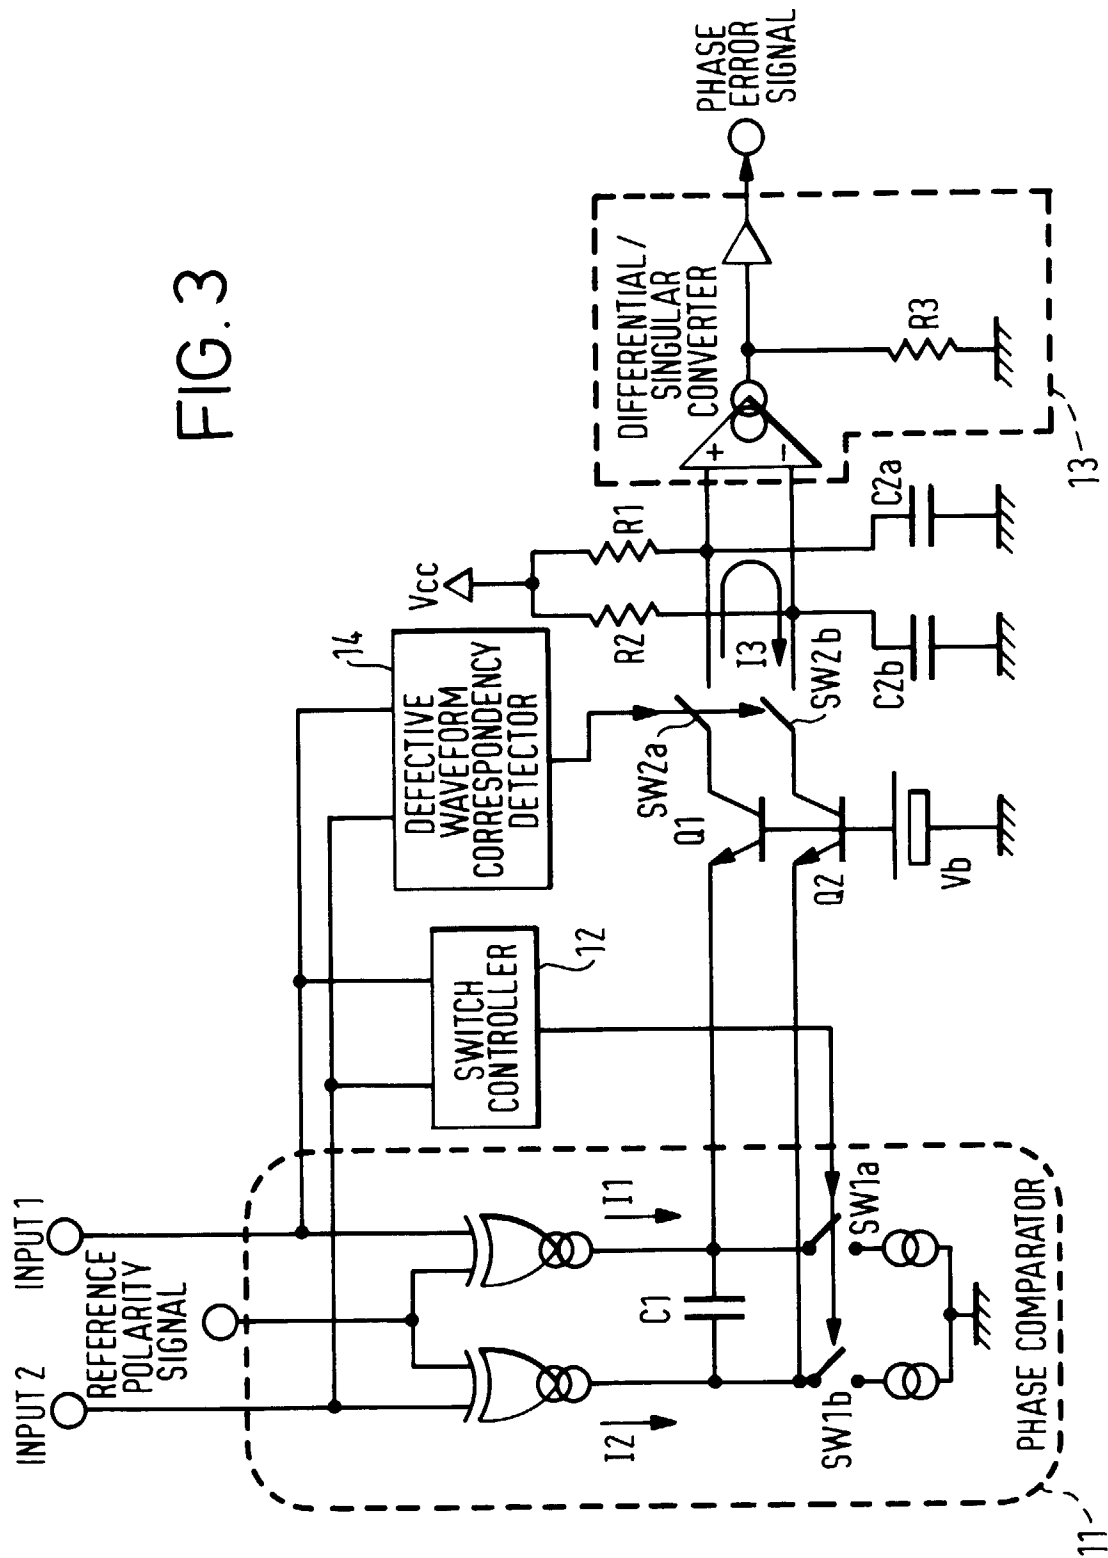 FIG. 3
INPUT 1
REFERENCE
POLARITY
SIGNAL
INPUT 2
SWITCH
CONTROLLER
12
DEFECTIVE
WAVEFORM
CORRESPONDENCY
DETECTOR
14
Vcc
R1
R2
DIFFERENTIAL/
SINGULAR
CONVERTER
PHASE
ERROR
SIGNAL
I1
I2
C1
SW1a
SW1b
Q1
Q2
SW2a
SW2b
I3
+
−
R3
Vb
C2a
C2b
13
PHASE COMPARATOR
11